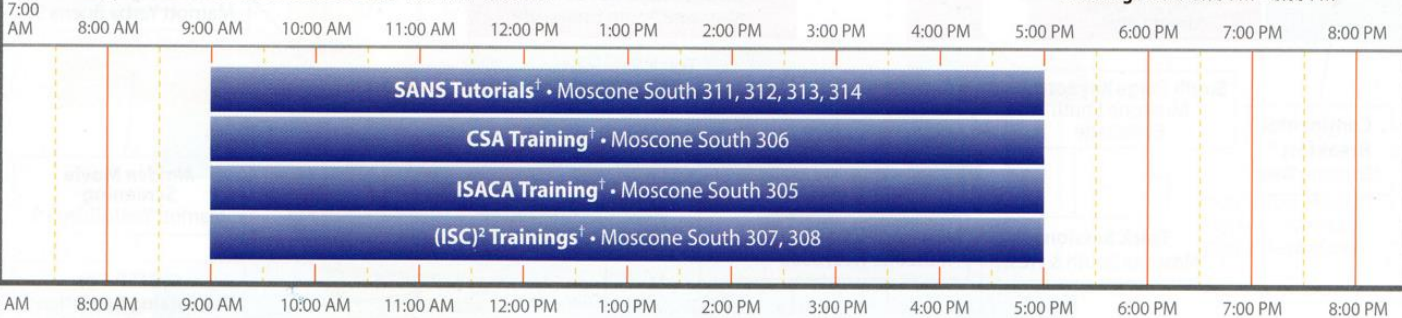 7:00
AM 8:00 AM 9:00 AM 10:00 AM 11:00 AM 12:00 PM 1:00 PM 2:00 PM 3:00 PM 4:00 PM 5:00 PM 6:00 PM 7:00 PM 8:00 PM
SANS Tutorials† • Moscone South 311, 312, 313, 314
CSA Training† • Moscone South 306
ISACA Training† • Moscone South 305
(ISC)² Trainings† • Moscone South 307, 308
AM 8:00 AM 9:00 AM 10:00 AM 11:00 AM 12:00 PM 1:00 PM 2:00 PM 3:00 PM 4:00 PM 5:00 PM 6:00 PM 7:00 PM 8:00 PM